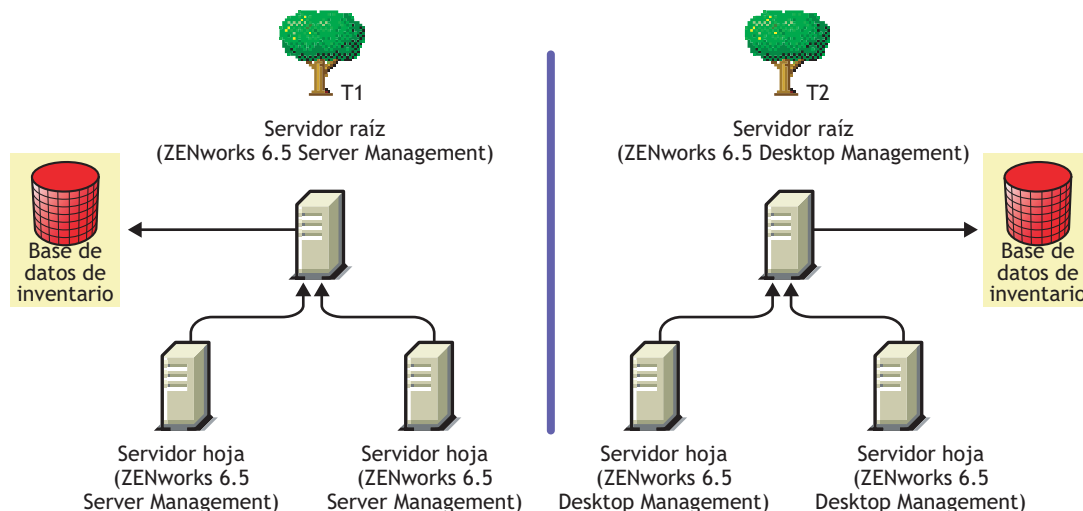 T1
Servidor raíz
(ZENworks 6.5 Server Management)
Base de
datos de
inventario
Servidor hoja
(ZENworks 6.5
Server Management)
Servidor hoja
(ZENworks 6.5
Server Management)
T2
Servidor raíz
(ZENworks 6.5 Desktop Management)
Base de
datos de
inventario
Servidor hoja
(ZENworks 6.5
Desktop Management)
Servidor hoja
(ZENworks 6.5
Desktop Management)